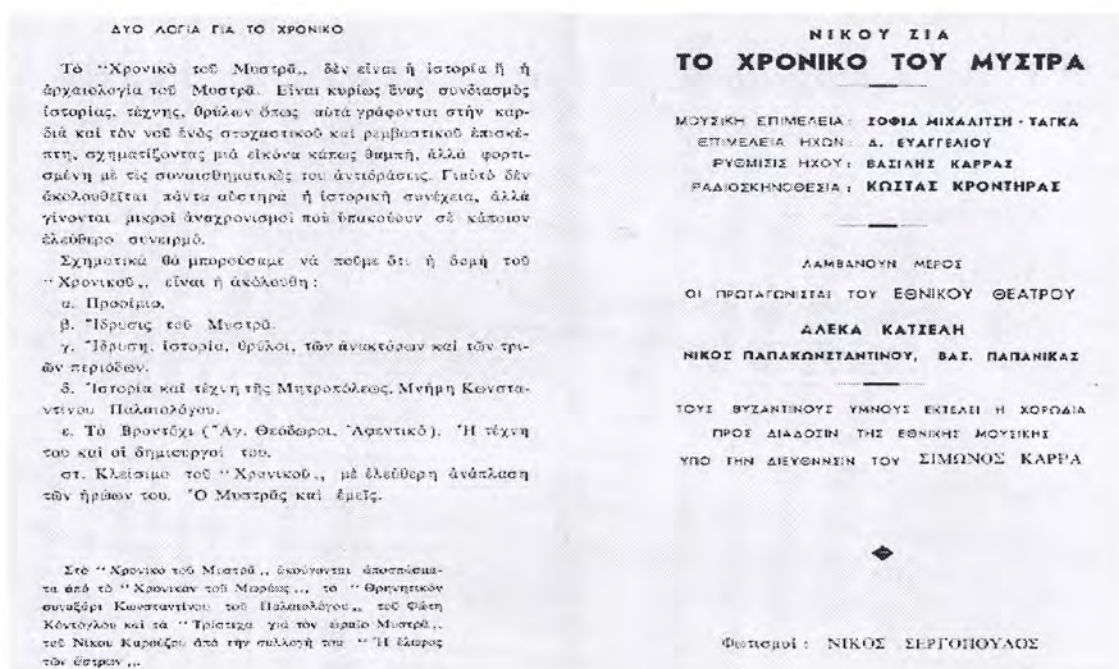 ΔΥΟ ΛΟΓΙΑ ΓΙΑ ΤΟ ΧΡΟΝΙΚΟ
Τὸ “Χρονικὸ τοῦ Μυστρᾶ„ δὲν εἶναι ἡ ἱστορία ἢ ἡ
ἀρχαιολογία τοῦ Μυστρᾶ. Εἶναι κυρίως ἕνας συνδιασμὸς
ἱστορίας, τέχνης, θρύλων ὅπως αὐτὰ γράφονται στὴν καρ-
διὰ καὶ τὸν νοῦ ἑνὸς στοχαστικοῦ καὶ ρεμβαστικοῦ ἐπισκέ-
πτη, σχηματίζοντας μιὰ εἰκόνα κάπως θαμπή, ἀλλὰ φορτι-
σμένη μὲ τὶς συναισθηματικὲς του ἀντιδράσεις. Γιαὐτὸ δὲν
ἀκολουθεῖται πάντα αὐστηρὰ ἡ ἱστορικὴ συνέχεια, ἀλλὰ
γίνονται μικροὶ ἀναχρονισμοὶ ποὺ ὑπακούουν σὲ κάποιον
ἐλεύθερο συνειρμό.
Σχηματικὰ θὰ μπορούσαμε νὰ ποῦμε ὅτι ἡ δομὴ τοῦ
“Χρονικοῦ„ εἶναι ἡ ἀκόλουθη :
α. Προοίμιο.
β. Ἵδρυσις τοῦ Μυστρᾶ.
γ. Ἵδρυση, ἱστορία, θρῦλοι, τῶν ἀνακτόρων καὶ τῶν τρι-
ῶν περιόδων.
δ. Ἱστορία καὶ τέχνη τῆς Μητροπόλεως, Μνήμη Κωνστα-
ντίνου Παλαιολόγου.
ε. Τὸ Βροντόχι (Ἅγ. Θεόδωροι, Ἀφεντικό). Ἡ τέχνη
του καὶ οἱ δημιουργοί του.
στ. Κλείσιμο τοῦ “Χρονικοῦ„ μὲ ἐλεύθερη ἀνάπλαση
τῶν ἡρώων του. Ὁ Μυστρᾶς καὶ ἐμεῖς.
Στὸ “Χρονικὸ τοῦ Μυστρᾶ„ ἀκούγονται ἀποσπάσμα-
τα ἀπὸ τὸ “Χρονικὸν τοῦ Μωρέως„, τὸ “Θρηνητικὸν
συναξάρι Κωνσταντίνου τοῦ Παλαιολόγου„ τοῦ Φώτη
Κόντογλου καὶ τὰ “Τρίστιχα γιὰ τὸν ὡραῖο Μυστρᾶ„
τοῦ Νίκου Καρούζου ἀπὸ τὴν συλλογή του “Ἡ ἔλαφος
τῶν ἄστρων„.
ΝΙΚΟΥ ΣΙΑ
ΤΟ ΧΡΟΝΙΚΟ ΤΟΥ ΜΥΣΤΡΑ
ΜΟΥΣΙΚΗ ΕΠΙΜΕΛΕΙΑ : ΣΟΦΙΑ ΜΙΧΑΛΙΤΣΗ - ΤΑΓΚΑ
ΕΠΙΜΕΛΕΙΑ ΗΧΩΝ : Δ. ΕΥΑΓΓΕΛΙΟΥ
ΡΥΘΜΙΣΙΣ ΗΧΟΥ : ΒΑΣΙΛΗΣ ΚΑΡΡΑΣ
ΡΑΔΙΟΣΚΗΝΟΘΕΣΙΑ : ΚΩΣΤΑΣ ΚΡΟΝΤΗΡΑΣ
ΛΑΜΒΑΝΟΥΝ ΜΕΡΟΣ
ΟΙ ΠΡΩΤΑΓΩΝΙΣΤΑΙ ΤΟΥ ΕΘΝΙΚΟΥ ΘΕΑΤΡΟΥ
ΑΛΕΚΑ ΚΑΤΣΕΛΗ
ΝΙΚΟΣ ΠΑΠΑΚΩΝΣΤΑΝΤΙΝΟΥ, ΒΑΣ. ΠΑΠΑΝΙΚΑΣ
ΤΟΥΣ ΒΥΖΑΝΤΙΝΟΥΣ ΥΜΝΟΥΣ ΕΚΤΕΛΕΙ Η ΧΟΡΩΔΙΑ
ΠΡΟΣ ΔΙΑΔΟΣΙΝ ΤΗΣ ΕΘΝΙΚΗΣ ΜΟΥΣΙΚΗΣ
ΥΠΟ ΤΗΝ ΔΙΕΥΘΝΝΣΙΝ ΤΟΥ ΣΙΜΩΝΟΣ ΚΑΡΡΑ
Φωτισμοί : ΝΙΚΟΣ ΣΕΡΓΟΠΟΥΛΟΣ